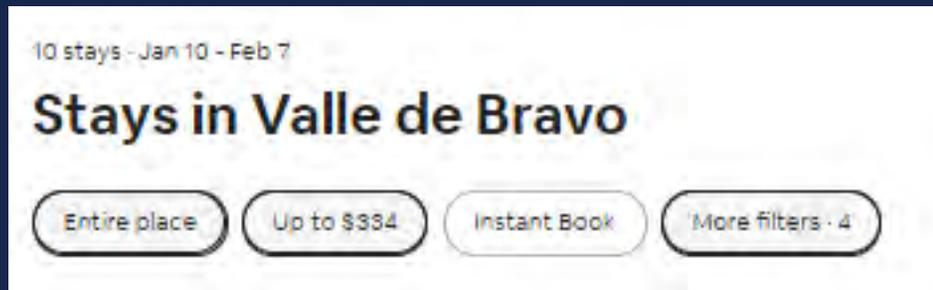 10 stays · Jan 10 - Feb 7
Stays in Valle de Bravo
Entire place Up to $334 Instant Book More filters · 4